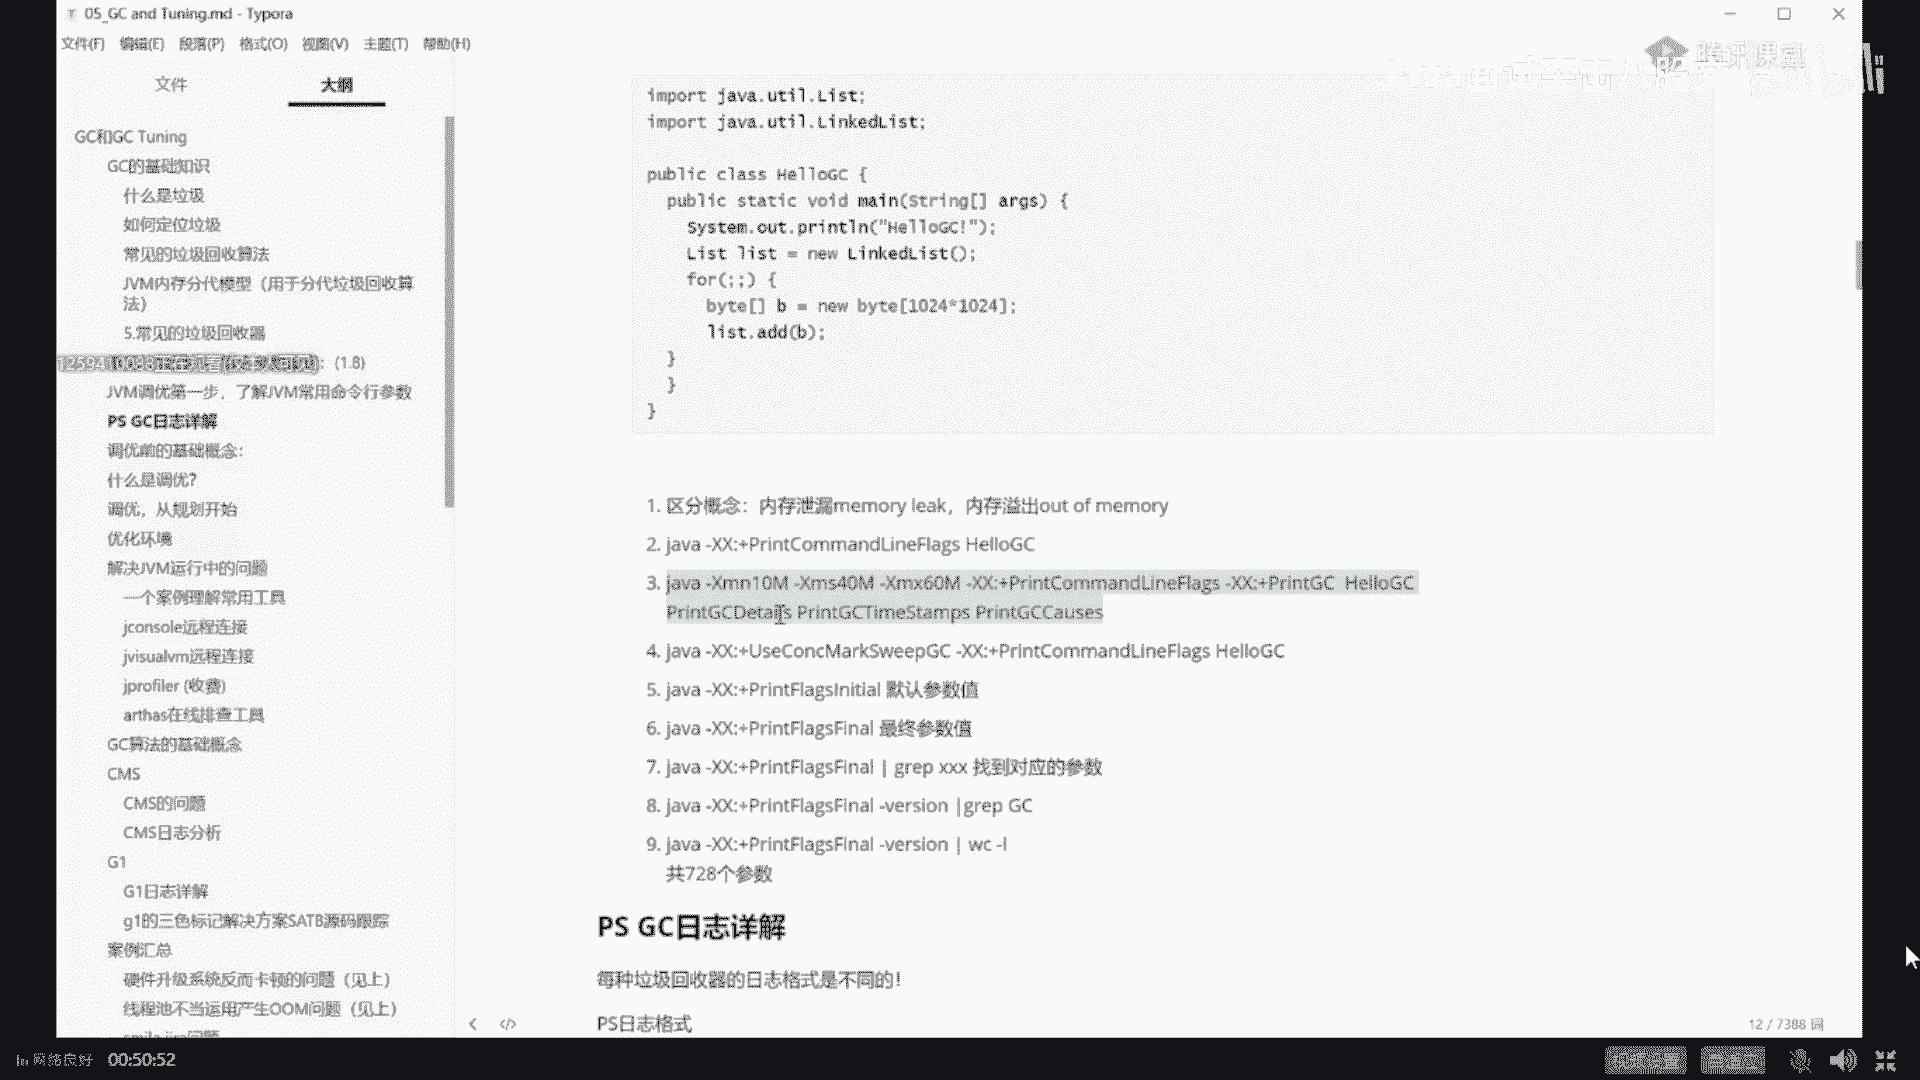 05_GC and Tuning.md - Typora
文件(F) 编辑(E) 段落(P) 格式(O) 视图(V) 主题(T) 帮助(H)
文件 大纲
GC和GC Tuning
GC的基础知识
什么是垃圾
如何定位垃圾
常见的垃圾回收算法
JVM内存分代模型（用于分代垃圾回收算
法）
5.常见的垃圾回收器
(1.8)
JVM调优第一步，了解JVM常用命令行参数
PS GC日志详解
调优前的基础概念：
什么是调优？
调优，从规划开始
优化环境
解决JVM运行中的问题
一个案例理解常用工具
jconsole远程连接
jvisualvm远程连接
jprofiler (收费)
arthas在线排查工具
GC算法的基础概念
CMS
CMS的问题
CMS日志分析
G1
G1日志详解
g1的三色标记解决方案SATB源码跟踪
案例汇总
硬件升级系统反而卡顿的问题（见上）
线程池不当运用产生OOM问题（见上）
腾讯课堂
import java.util.List;
import java.util.LinkedList;
public class HelloGC {
public static void main(String[] args) {
System.out.println("HelloGC!");
List list = new LinkedList();
for(;;) {
byte[] b = new byte[1024*1024];
list.add(b);
}
}
}
1. 区分概念：内存泄漏memory leak，内存溢出out of memory
2. java -XX:+PrintCommandLineFlags HelloGC
3. java -Xmn10M -Xms40M -Xmx60M -XX:+PrintCommandLineFlags -XX:+PrintGC HelloGC
PrintGCDetails PrintGCTimeStamps PrintGCCauses
4. java -XX:+UseConcMarkSweepGC -XX:+PrintCommandLineFlags HelloGC
5. java -XX:+PrintFlagsInitial 默认参数值
6. java -XX:+PrintFlagsFinal 最终参数值
7. java -XX:+PrintFlagsFinal | grep xxx 找到对应的参数
8. java -XX:+PrintFlagsFinal -version |grep GC
9. java -XX:+PrintFlagsFinal -version | wc -l
共728个参数
PS GC日志详解
每种垃圾回收器的日志格式是不同的！
PS日志格式
12 / 7388 词
网络良好 00:50:52